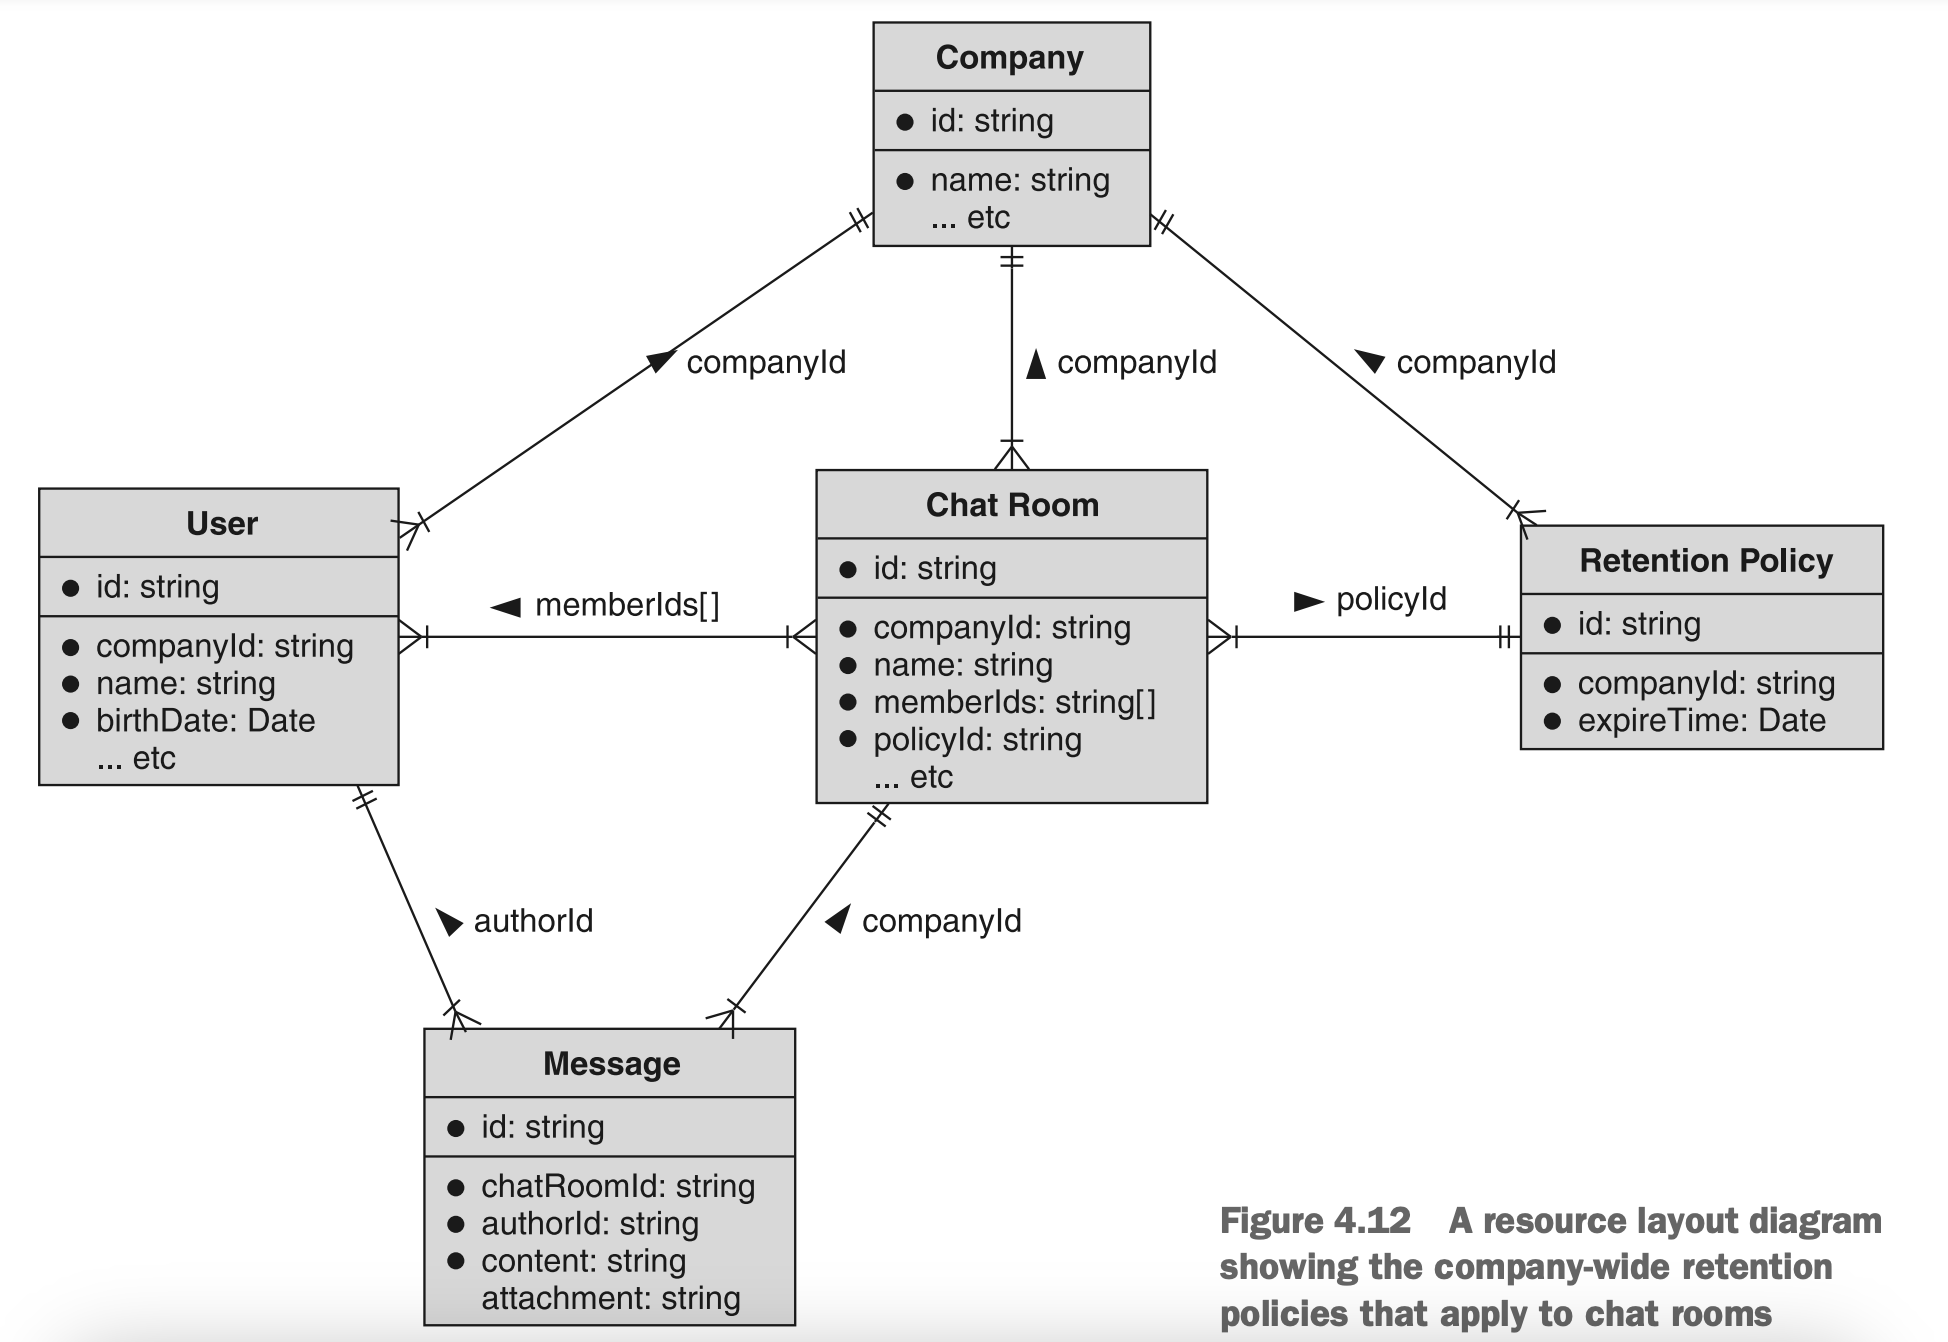 Company
● id: string
● name: string
... etc
companyId
companyId
companyId
User
● id: string
● companyId: string
● name: string
● birthDate: Date
... etc
memberIds[]
Chat Room
● id: string
● companyId: string
● name: string
● memberIds: string[]
● policyId: string
... etc
policyId
Retention Policy
● id: string
● companyId: string
● expireTime: Date
authorId
companyId
Message
● id: string
● chatRoomId: string
● authorId: string
● content: string
attachment: string
Figure 4.12 A resource layout diagram
showing the company-wide retention
policies that apply to chat rooms